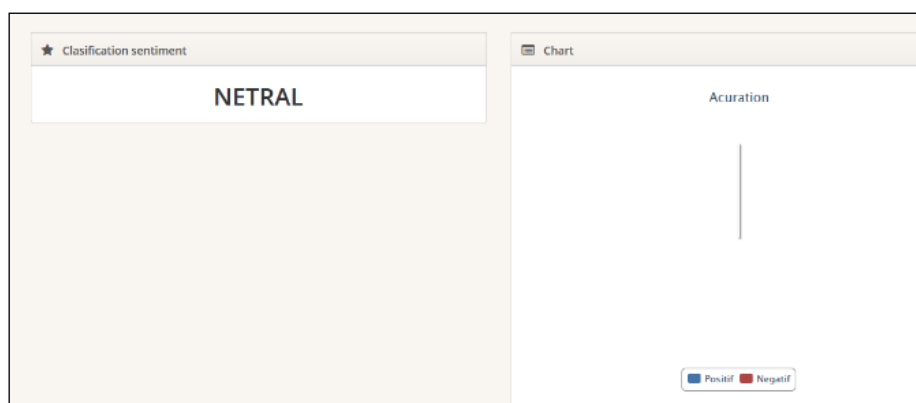 Clasification sentiment
NETRAL
Chart
Acuration
Positif Negatif